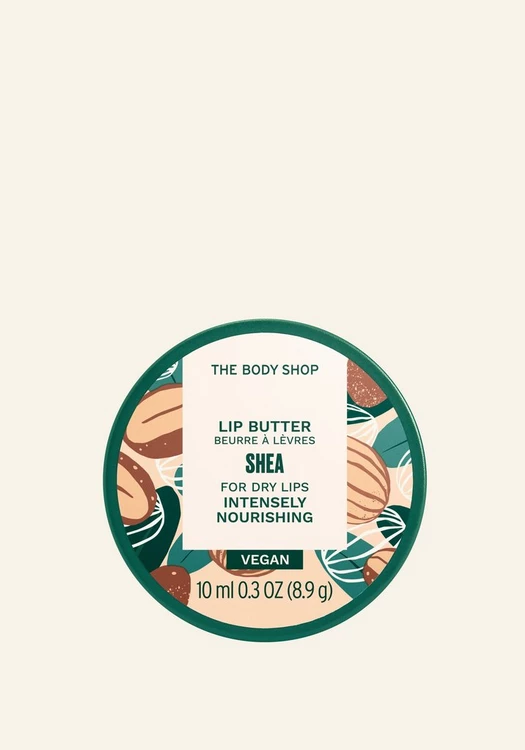 THE BODY SHOP
LIP BUTTER
BEURRE À LÈVRES
SHEA
FOR DRY LIPS
INTENSELY
NOURISHING
VEGAN
10 ml 0.3 OZ (8.9 g)